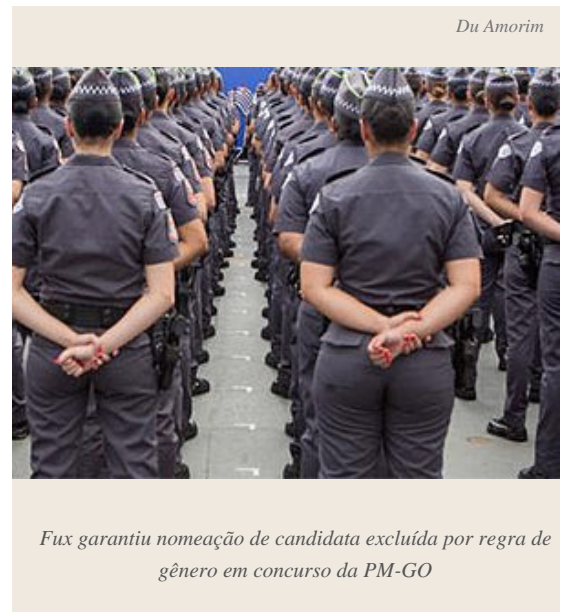 Du Amorim
Fux garantiu nomeação de candidata excluída por regra de
gênero em concurso da PM-GO